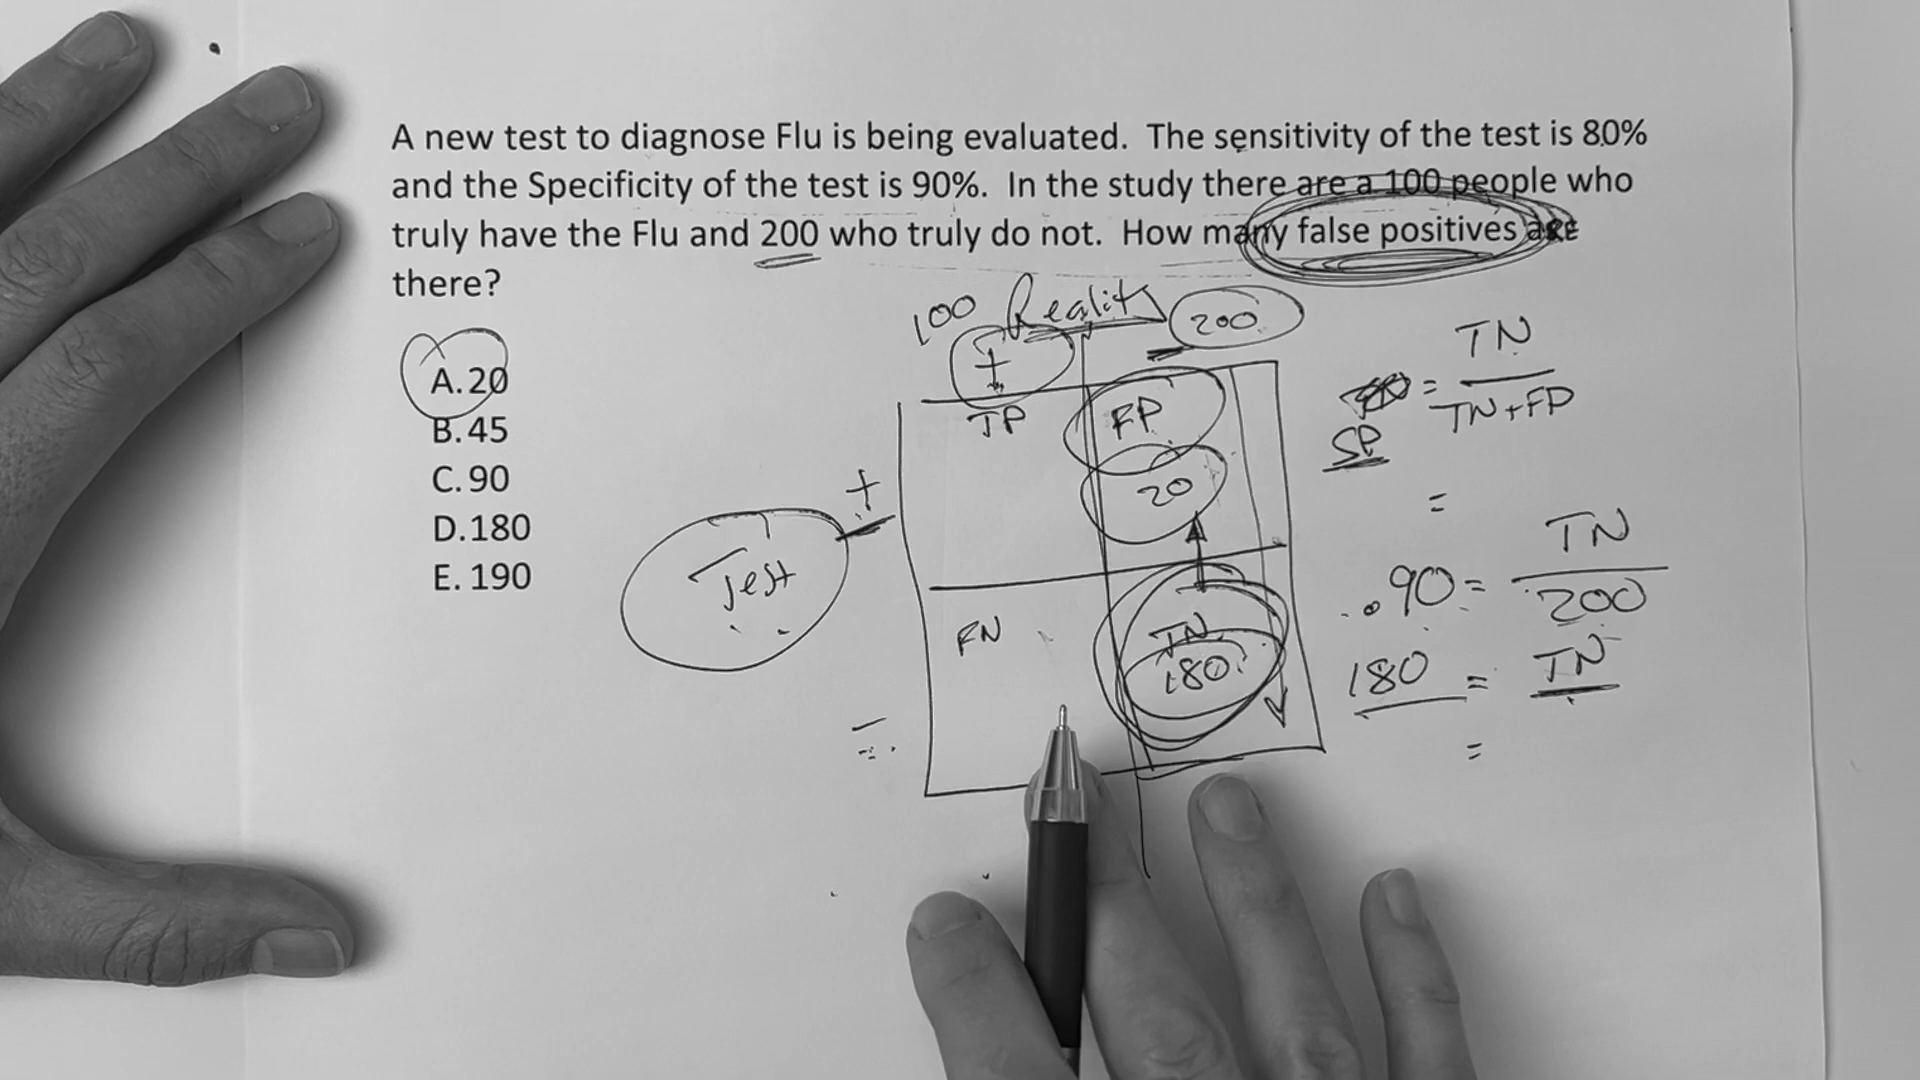 A new test to diagnose Flu is being evaluated. The sensitivity of the test is 80%
and the Specificity of the test is 90%. In the study there are a 100 people who
truly have the Flu and 200 who truly do not. How many false positives are
there?
A. 20
B. 45
C. 90
D. 180
E. 190
100 Reality 200
+ -
TP FP
20
Test
+
FN TN
180
-
SP = TN
TN+FP
=
.90 = TN
200
180 = TN
=